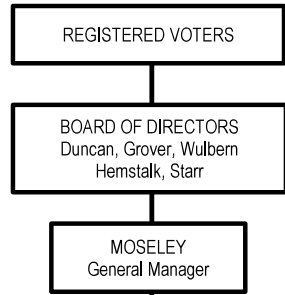 REGISTERED VOTERS
BOARD OF DIRECTORS
Duncan, Grover, Wulbern
Hemstalk, Starr
MOSELEY
General Manager